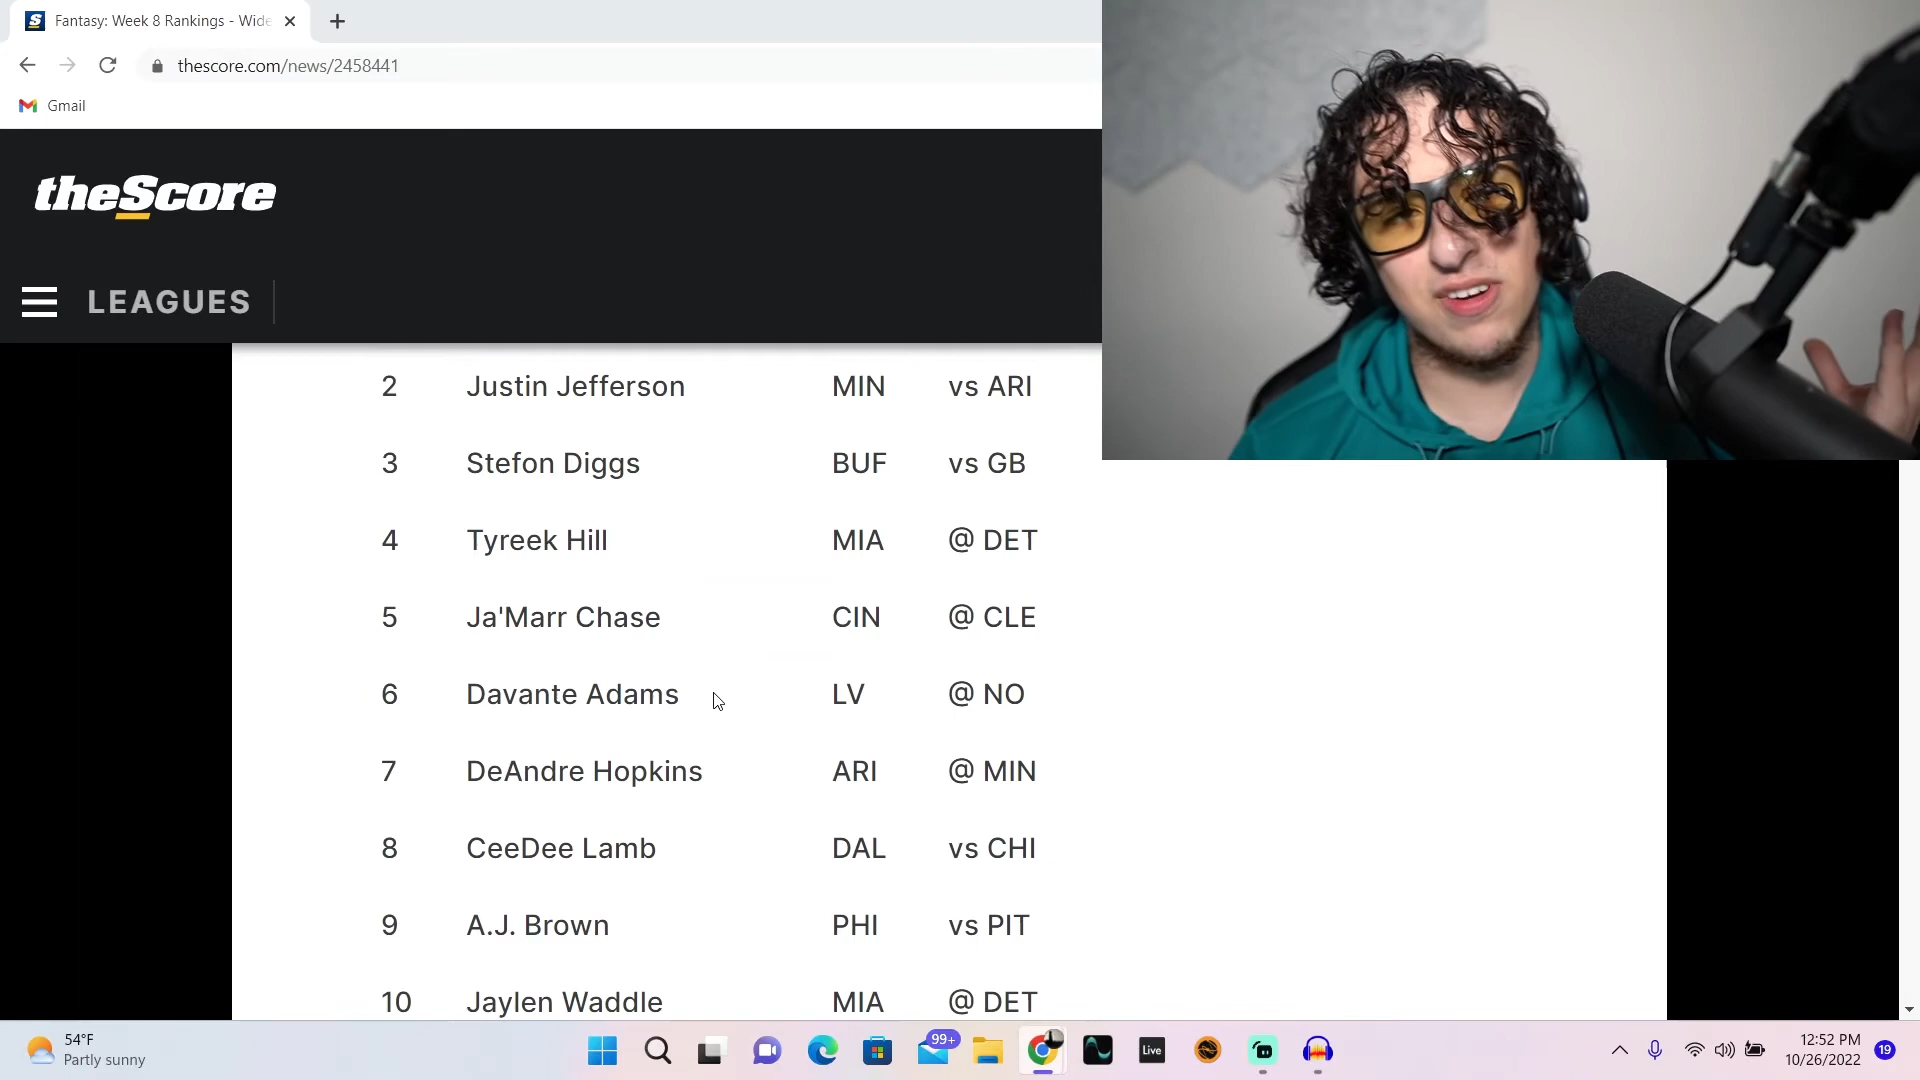 Fantasy: Week 8 Rankings - Wide
thescore.com/news/2458441
Gmail
theScore
LEAGUES
2 Justin Jefferson MIN vs ARI
3 Stefon Diggs BUF vs GB
4 Tyreek Hill MIA @ DET
5 Ja'Marr Chase CIN @ CLE
6 Davante Adams LV @ NO
7 DeAndre Hopkins ARI @ MIN
8 CeeDee Lamb DAL vs CHI
9 A.J. Brown PHI vs PIT
10 Jaylen Waddle MIA @ DET
54°F
Partly sunny
99+
Live
12:52 PM
10/26/2022
19